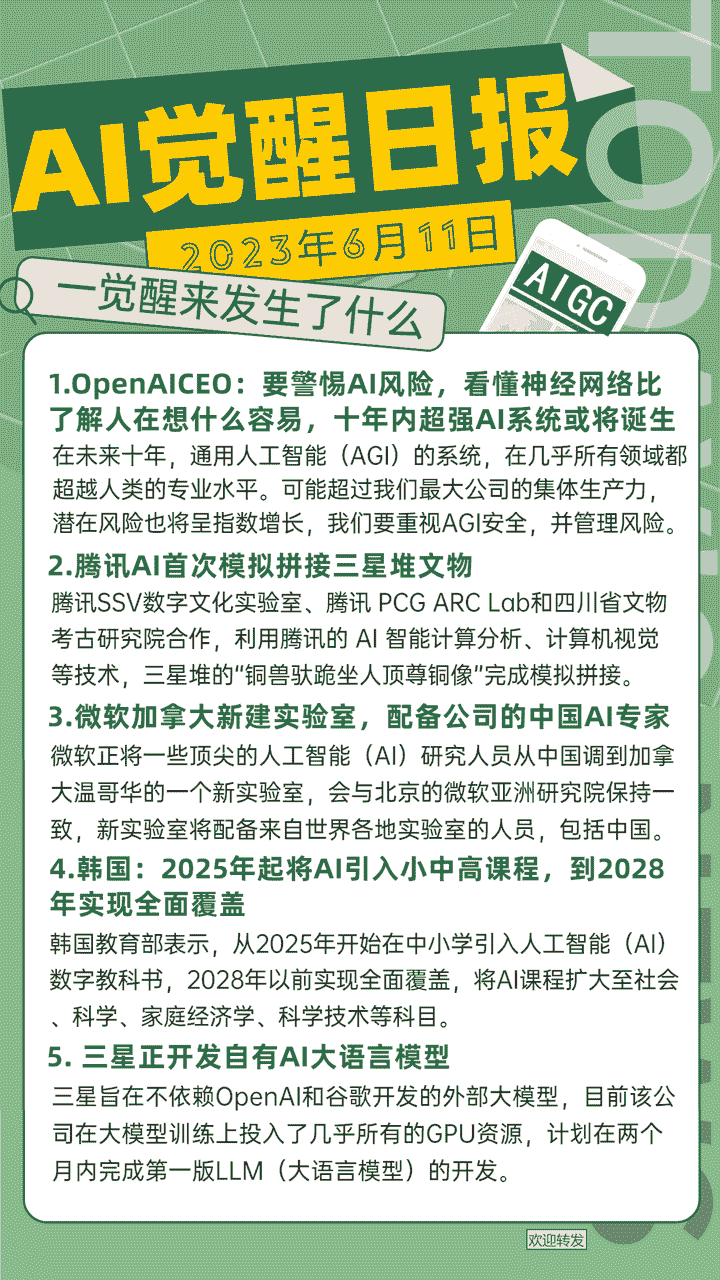 AI觉醒日报
2023年6月11日
一觉醒来发生了什么
AIGC
1.OpenAICEO：要警惕AI风险，看懂神经网络比
了解人在想什么容易，十年内超强AI系统或将诞生
在未来十年，通用人工智能（AGI）的系统，在几乎所有领域都
超越人类的专业水平。可能超过我们最大公司的集体生产力，
潜在风险也将呈指数增长，我们要重视AGI安全，并管理风险。
2.腾讯AI首次模拟拼接三星堆文物
腾讯SSV数字文化实验室、腾讯 PCG ARC Lab和四川省文物
考古研究院合作，利用腾讯的 AI 智能计算分析、计算机视觉
等技术，三星堆的“铜兽驮跪坐人顶尊铜像”完成模拟拼接。
3.微软加拿大新建实验室，配备公司的中国AI专家
微软正将一些顶尖的人工智能（AI）研究人员从中国调到加拿
大温哥华的一个新实验室，会与北京的微软亚洲研究院保持一
致，新实验室将配备来自世界各地实验室的人员，包括中国。
4.韩国：2025年起将AI引入小中高课程，到2028
年实现全面覆盖
韩国教育部表示，从2025年开始在中小学引入人工智能（AI）
数字教科书，2028年以前实现全面覆盖，将AI课程扩大至社会
、科学、家庭经济学、科学技术等科目。
5. 三星正开发自有AI大语言模型
三星旨在不依赖OpenAI和谷歌开发的外部大模型，目前该公
司在大模型训练上投入了几乎所有的GPU资源，计划在两个
月内完成第一版LLM（大语言模型）的开发。
欢迎转发